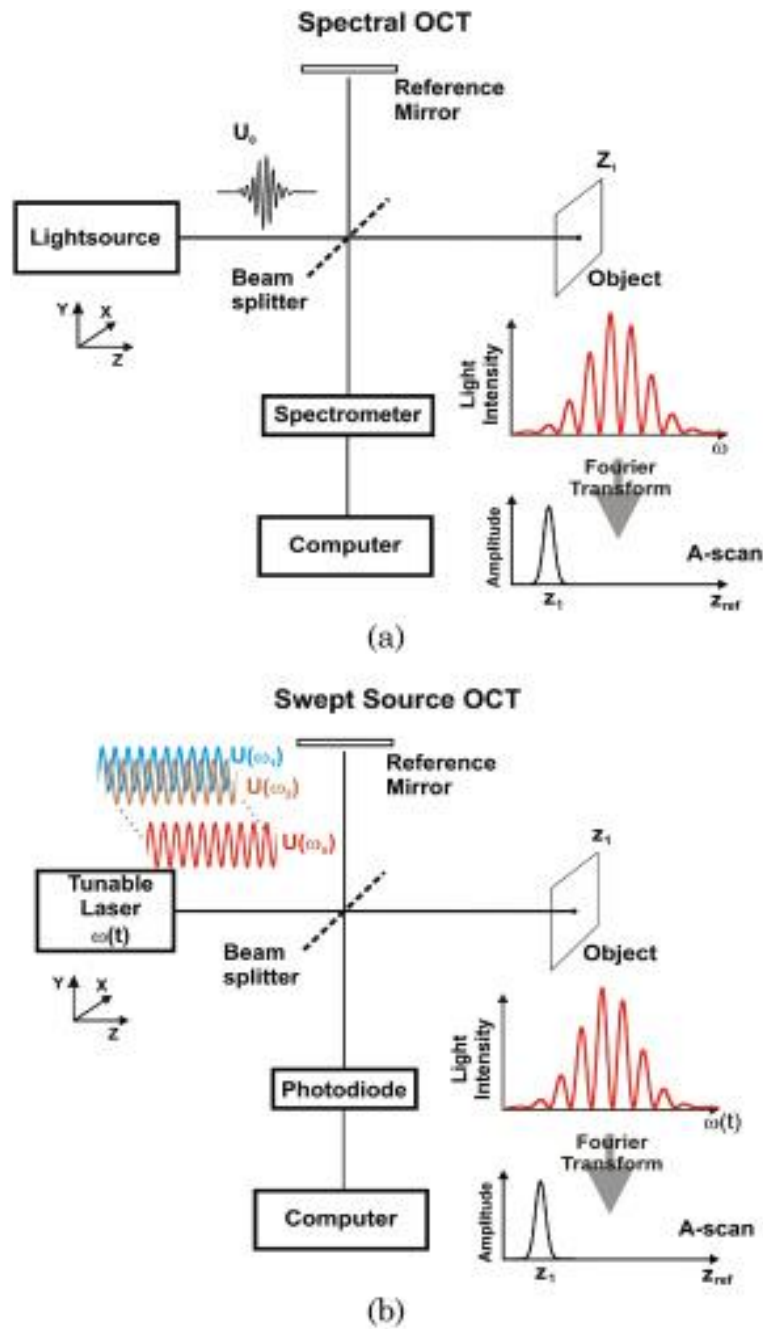 Spectral OCT
Reference
Mirror
U₀
Z₁
Lightsource
Beam
splitter
Object
Y
X
Z
Light
Intensity
ω
Spectrometer
Fourier
Transform
Computer
Amplitude
A-scan
z₁
z_ref
(a)
Swept Source OCT
U(ω₁)
U(ω₂)
Reference
Mirror
U(ωₙ)
z₁
Tunable
Laser
ω(t)
Beam
splitter
Object
Y
X
Z
Light
Intensity
ω(t)
Photodiode
Fourier
Transform
Computer
Amplitude
A-scan
z₁
z_ref
(b)